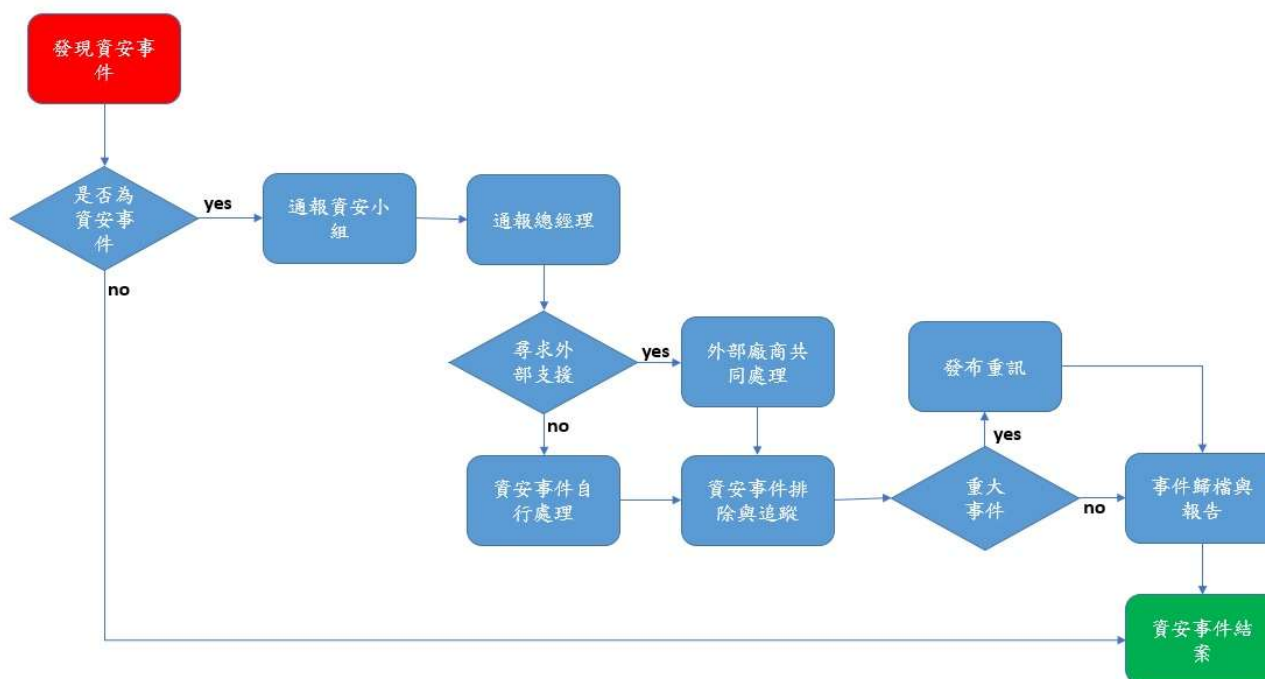 發現資安事
件
是否為
資安事
件
yes
通報資安小
組
通報總經理
no
尋求外
部支援
yes
外部廠商共
同處理
發布重訊
no
yes
資安事件自
行處理
資安事件排
除與追蹤
重大
事件
no
事件歸檔與
報告
資安事件結
案